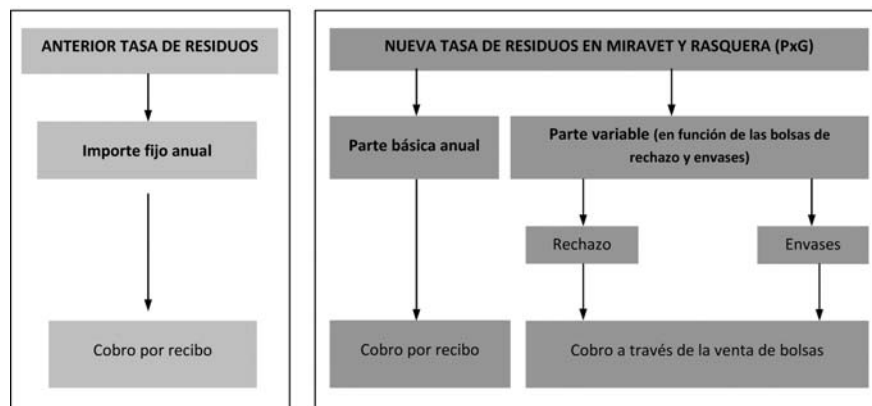 ANTERIOR TASA DE RESIDUOS
Importe fijo anual
Cobro por recibo
NUEVA TASA DE RESIDUOS EN MIRAVET Y RASQUERA (PxG)
Parte básica anual
Parte variable (en función de las bolsas de
rechazo y envases)
Rechazo
Envases
Cobro por recibo
Cobro a través de la venta de bolsas